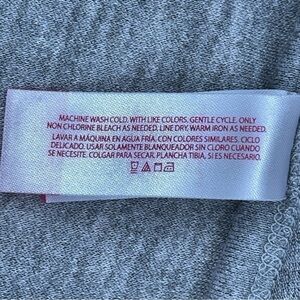 MACHINE WASH COLD, WITH LIKE COLORS, GENTLE CYCLE. ONLY
NON CHLORINE BLEACH AS NEEDED. LINE DRY, WARM IRON AS NEEDED.
LAVAR A MÁQUINA EN AGUA FRÍA. CON COLORES SIMILARES, CICLO
DELICADO. USAR SOLAMENTE BLANQUEADOR SIN CLORO CUANDO
SE NECESITE. COLGAR PARA SECAR. PLANCHA TIBIA, SI ES NECESARIO.